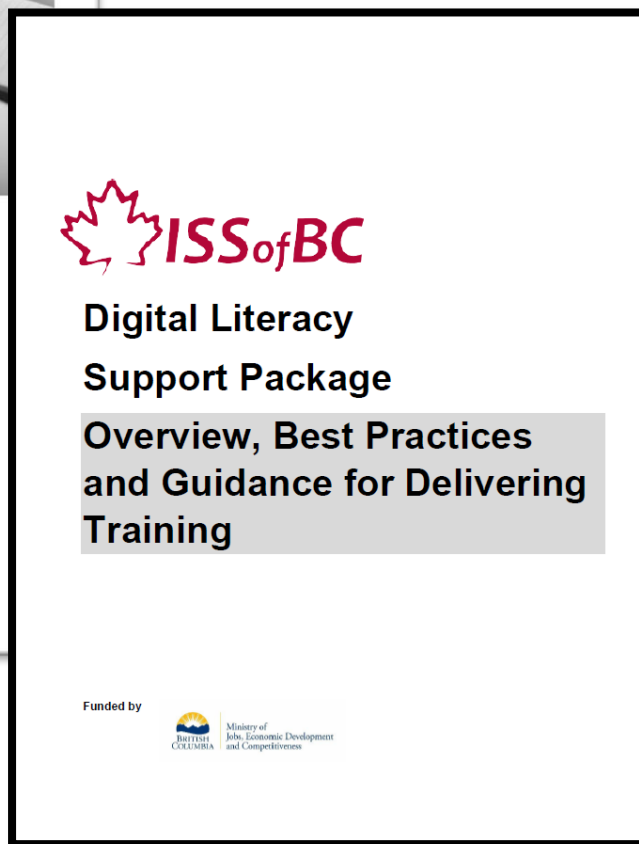 ISSofBC
Digital Literacy
Support Package
Overview, Best Practices
and Guidance for Delivering
Training
Funded by
BRITISH
COLUMBIA
Ministry of
Jobs, Economic Development
and Competitiveness